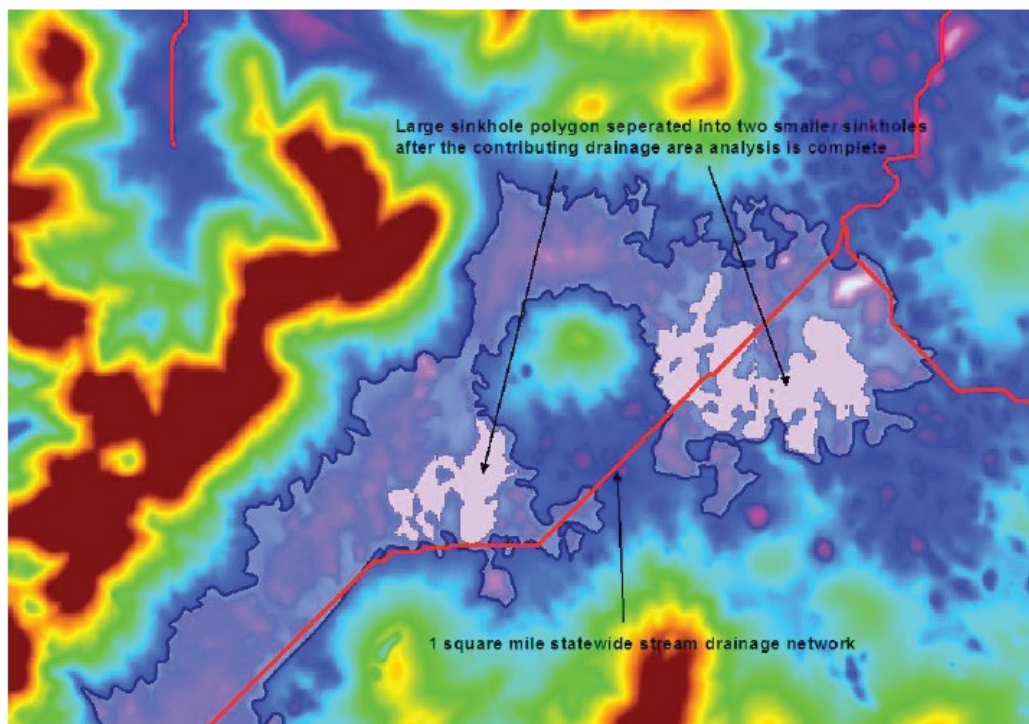 Large sinkhole polygon seperated into two smaller sinkholes
after the contributing drainage area analysis is complete
1 square mile statewide stream drainage network